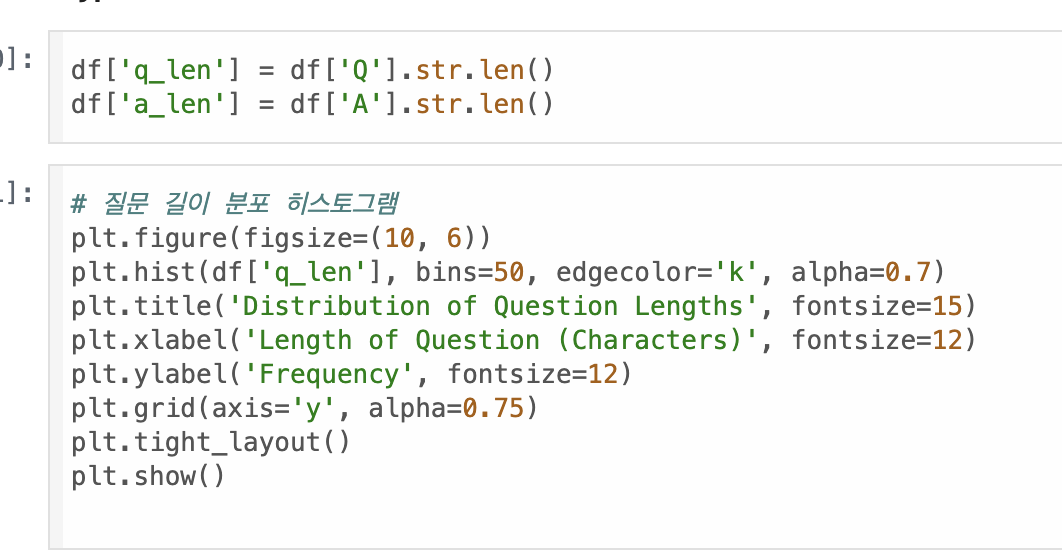 df['q_len'] = df['Q'].str.len()
df['a_len'] = df['A'].str.len()
]:
# 질문 길이 분포 히스토그램
plt.figure(figsize=(10, 6))
plt.hist(df['q_len'], bins=50, edgecolor='k', alpha=0.7)
plt.title('Distribution of Question Lengths', fontsize=15)
plt.xlabel('Length of Question (Characters)', fontsize=12)
plt.ylabel('Frequency', fontsize=12)
plt.grid(axis='y', alpha=0.75)
plt.tight_layout()
plt.show()